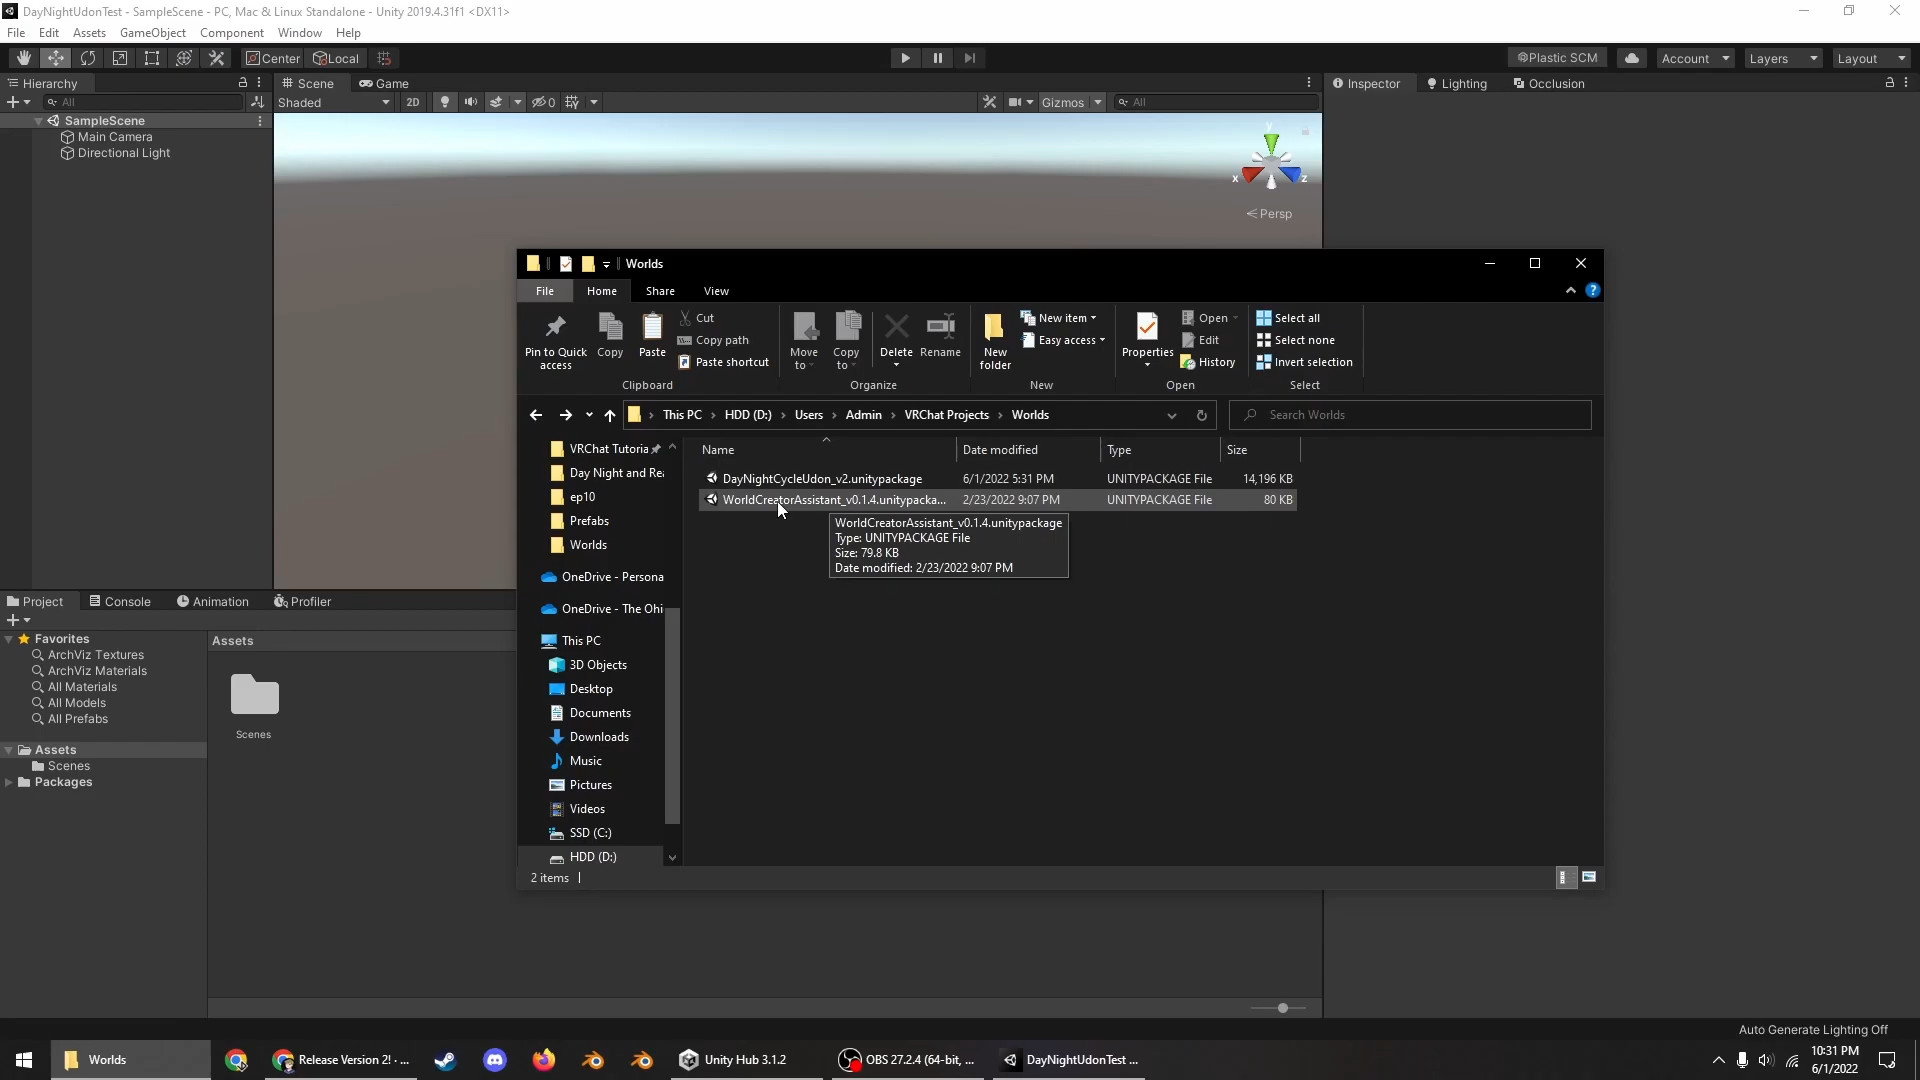 DayNightUdonTest - SampleScene - PC, Mac & Linux Standalone - Unity 2019.4.31f1 <DX11>
File Edit Assets GameObject Component Window Help
Center Local Plastic SCM Account Layers Layout
Hierarchy Scene Game Inspector Lighting Occlusion
All Shaded 2D 0 Gizmos All
SampleScene
Main Camera
Directional Light
y
x z
Persp
Worlds
File Home Share View
Pin to Quick access
Copy
Paste
Cut
Copy path
Paste shortcut
Move to
Copy to
Delete
Rename
New folder
New item
Easy access
Properties
Open
Edit
History
Select all
Select none
Invert selection
Clipboard Organize New Open Select
This PC HDD (D:) Users Admin VRChat Projects Worlds Search Worlds
Name Date modified Type Size
DayNightCycleUdon_v2.unitypackage 6/1/2022 5:31 PM UNITYPACKAGE File 14,196 KB
WorldCreatorAssistant_v0.1.4.unitypacka... 2/23/2022 9:07 PM UNITYPACKAGE File 80 KB
WorldCreatorAssistant_v0.1.4.unitypackage
Type: UNITYPACKAGE File
Size: 79.8 KB
Date modified: 2/23/2022 9:07 PM
VRChat Tutoria
Day Night and Rea
ep10
Prefabs
Worlds
OneDrive - Persona
OneDrive - The Ohi
This PC
3D Objects
Desktop
Documents
Downloads
Music
Pictures
Videos
SSD (C:)
HDD (D:)
2 items
Project Console Animation Profiler
Favorites
ArchViz Textures
ArchViz Materials
All Materials
All Models
All Prefabs
Assets
Scenes
Packages
Assets
Scenes
Auto Generate Lighting Off
Worlds
Release Version 2! · ...
Unity Hub 3.1.2
OBS 27.2.4 (64-bit, ...
DayNightUdonTest ...
10:31 PM
6/1/2022